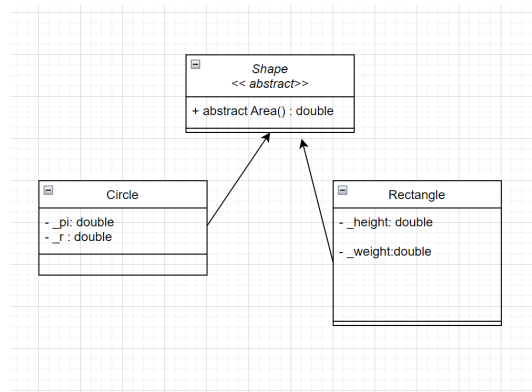 Shape
<< abstract>>
+ abstract Area() : double
Circle
- _pi: double
- _r : double
Rectangle
- _height: double
- _weight:double